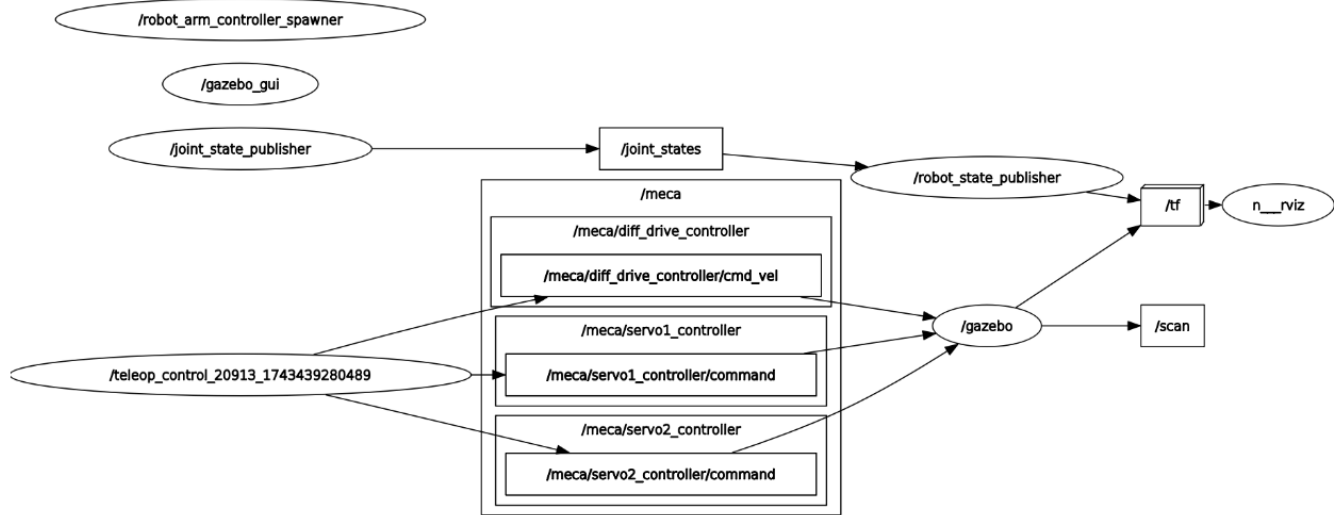 /robot_arm_controller_spawner
/gazebo_gui
/joint_state_publisher
/joint_states
/robot_state_publisher
/tf
n___rviz
/meca
/meca/diff_drive_controller
/meca/diff_drive_controller/cmd_vel
/meca/servo1_controller
/meca/servo1_controller/command
/meca/servo2_controller
/meca/servo2_controller/command
/teleop_control_20913_1743439280489
/gazebo
/scan